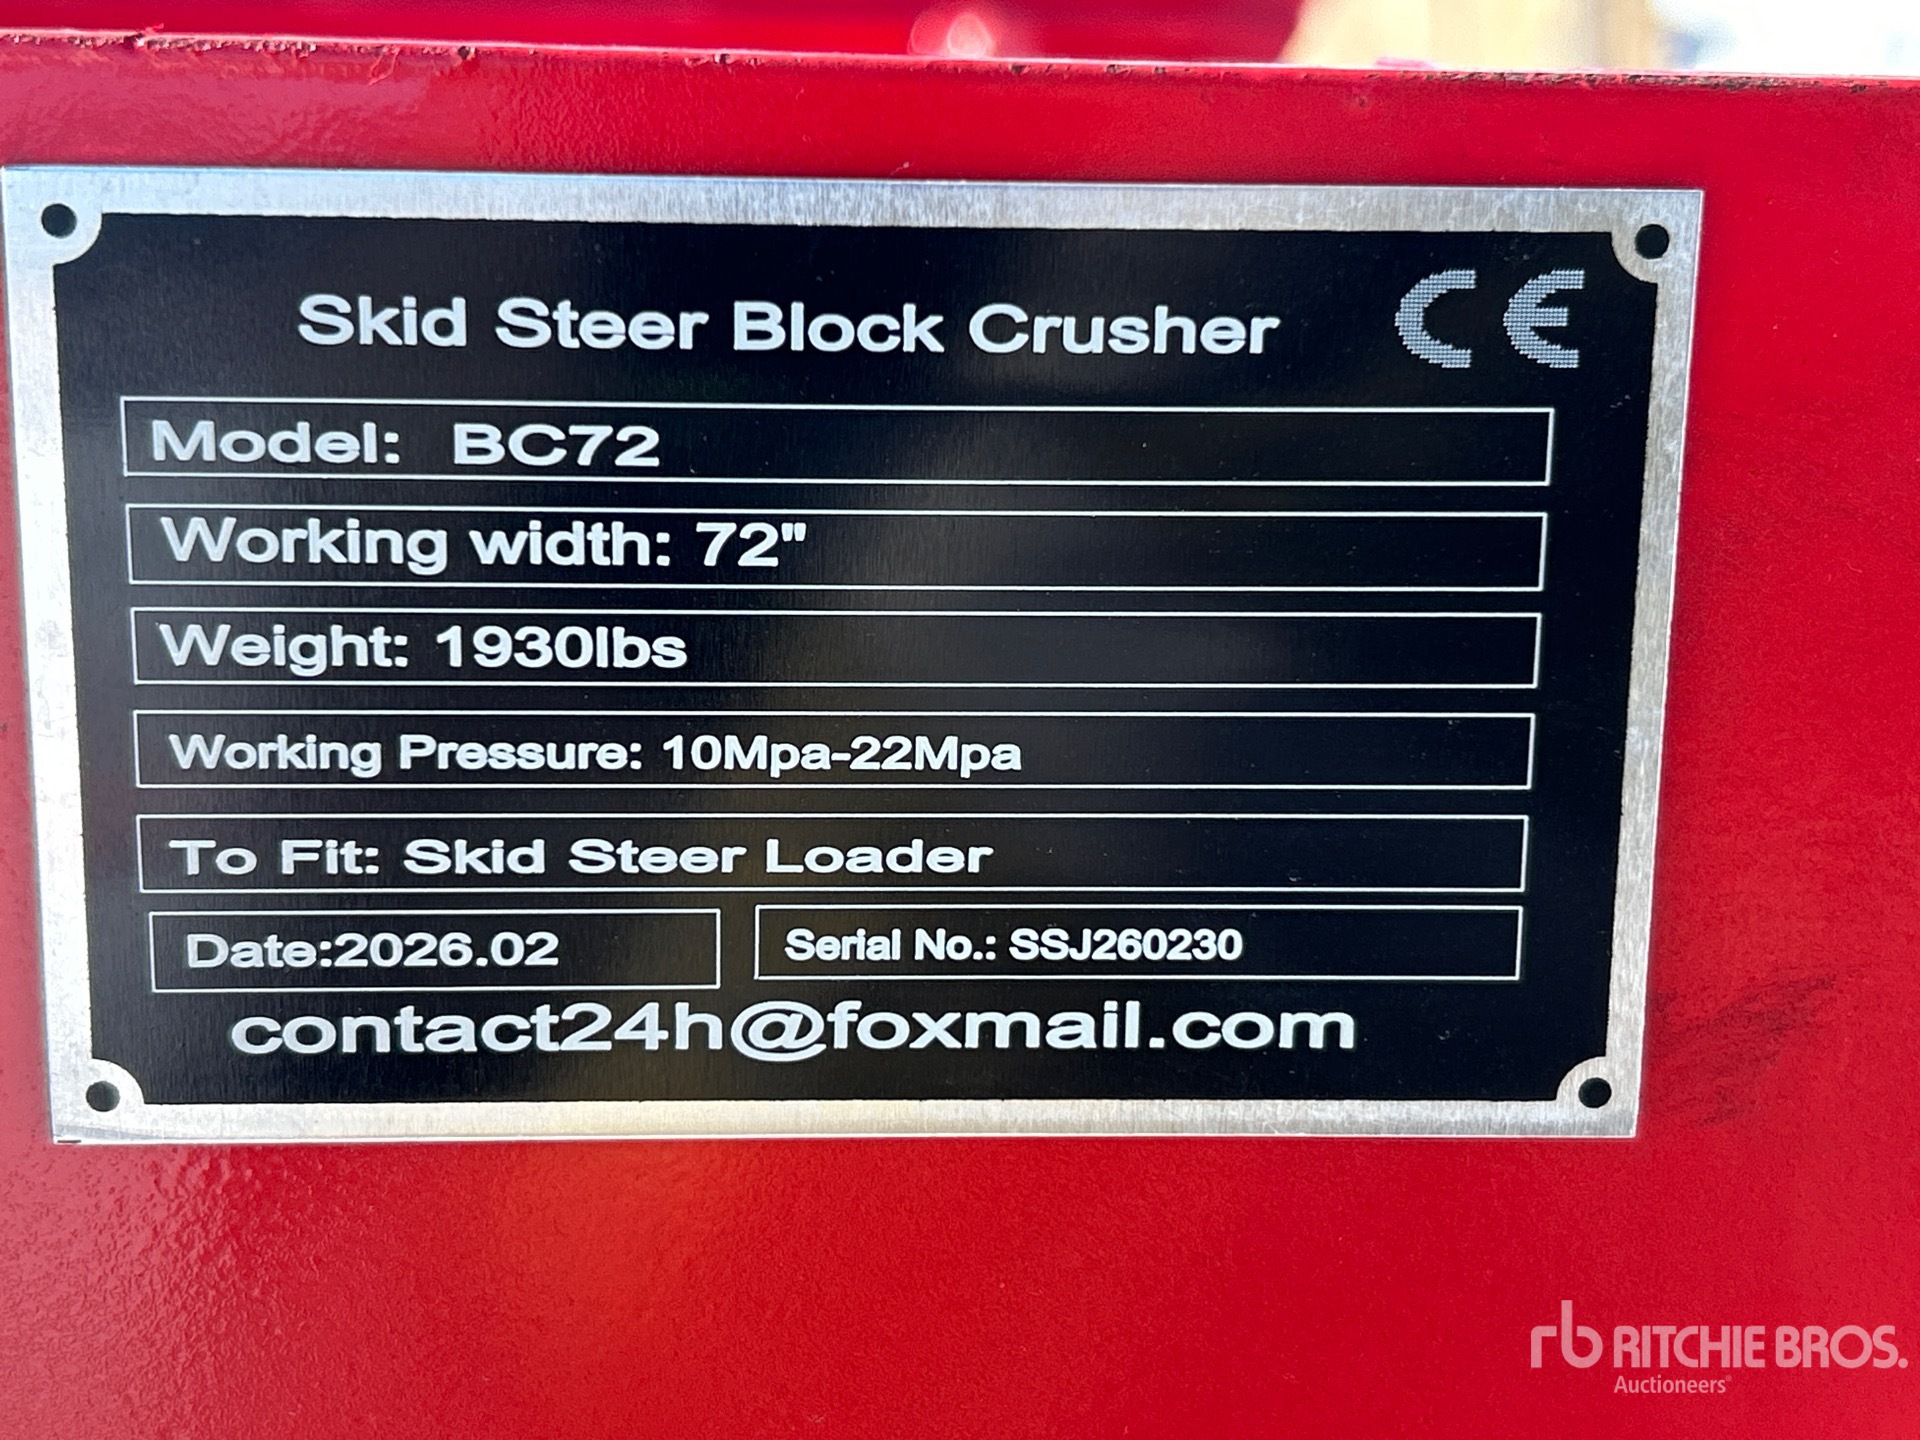 Skid Steer Block Crusher CE
Model: BC72
Working width: 72"
Weight: 1930lbs
Working Pressure: 10Mpa-22Mpa
To Fit: Skid Steer Loader
Date:2026.02 Serial No.: SSJ260230
contact24h@foxmail.com
rb RITCHIE BROS.
Auctioneers®